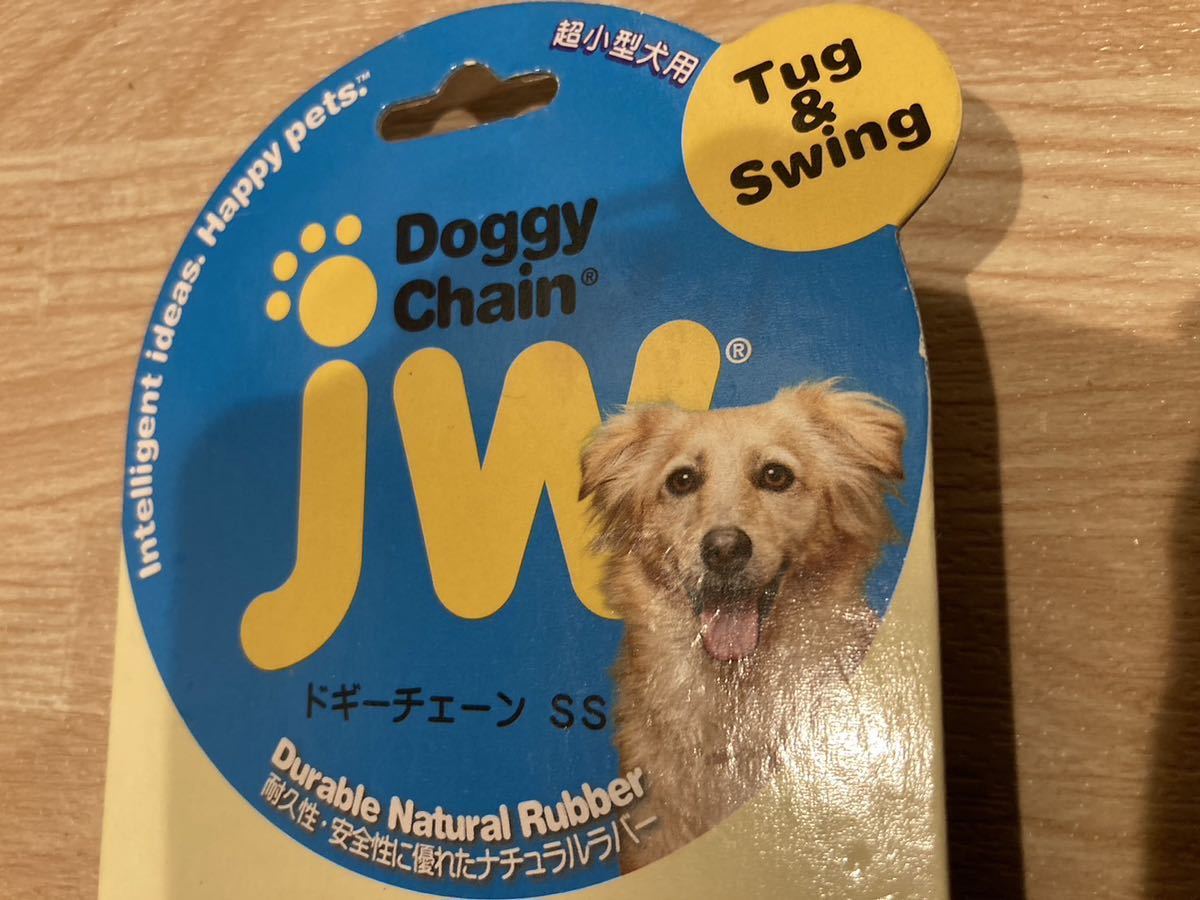 超小型犬用
Tug
&
Swing
Intelligent ideas. Happy pets.™
Doggy
Chain®
jw®
ドギーチェーン SS
Durable Natural Rubber
耐久性・安全性に優れたナチュラルラバー